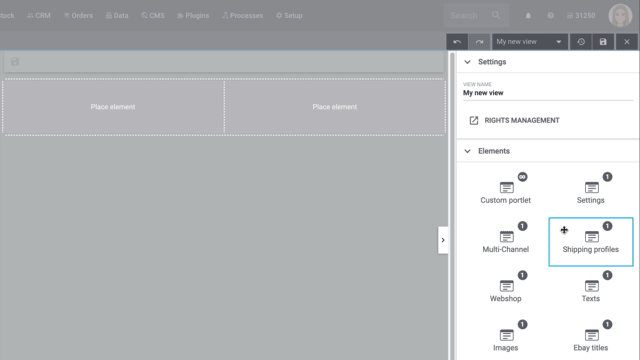 tock CRM Orders Data CMS Plugins Processes Setup Search 31250
My new view
Settings
VIEW NAME
My new view
RIGHTS MANAGEMENT
Place element Place element
Elements
∞ 1
Custom portlet Settings
1 1
Multi-Channel Shipping profiles
1 1
Webshop Texts
1 1
Images Ebay titles